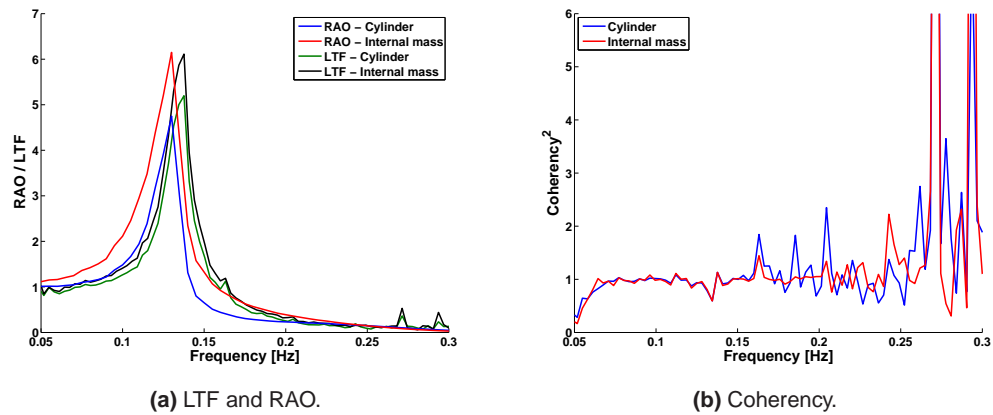 RAO – Cylinder
RAO – Internal mass
LTF – Cylinder
LTF – Internal mass
RAO / LTF
7
6
5
4
3
2
1
0
0.05
0.1
0.15
0.2
0.25
0.3
Frequency [Hz]
(a) LTF and RAO.
Cylinder
Internal mass
Coherency2
6
5
4
3
2
1
0
0.05
0.1
0.15
0.2
0.25
0.3
Frequency [Hz]
(b) Coherency.